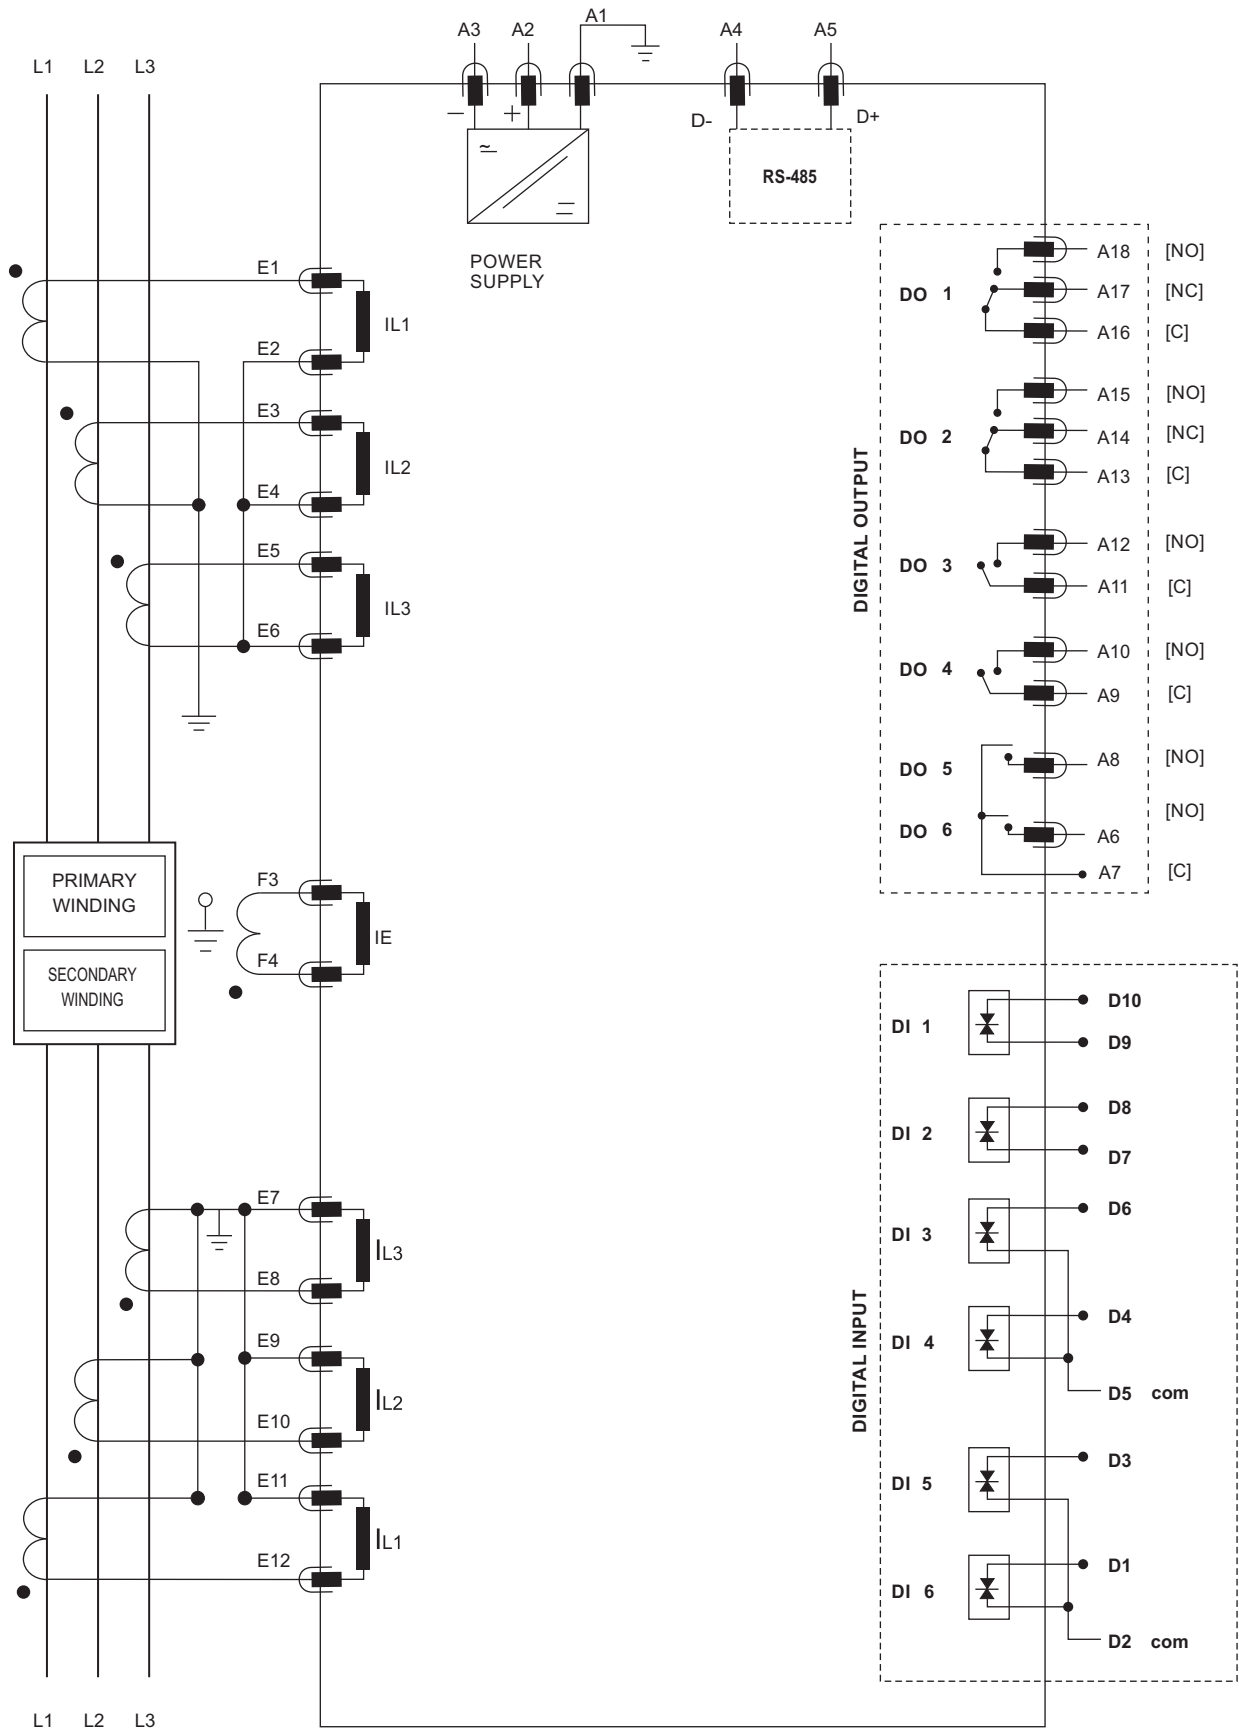 A3 A2 A1 A4 A5
L1 L2 L3
− + D- D+
RS-485
POWER
SUPPLY
E1
IL1
E2
E3
IL2
E4
E5
IL3
E6
PRIMARY
WINDING
SECONDARY
WINDING
F3
IE
F4
E7
IL3
E8
E9
IL2
E10
E11
IL1
E12
L1 L2 L3
DIGITAL OUTPUT
A18 [NO]
DO 1 A17 [NC]
A16 [C]
A15 [NO]
DO 2 A14 [NC]
A13 [C]
A12 [NO]
DO 3
A11 [C]
A10 [NO]
DO 4
A9 [C]
DO 5 A8 [NO]
[NO]
DO 6 A6
A7 [C]
DIGITAL INPUT
D10
DI 1
D9
D8
DI 2
D7
D6
DI 3
D4
DI 4
D5 com
D3
DI 5
D1
DI 6
D2 com